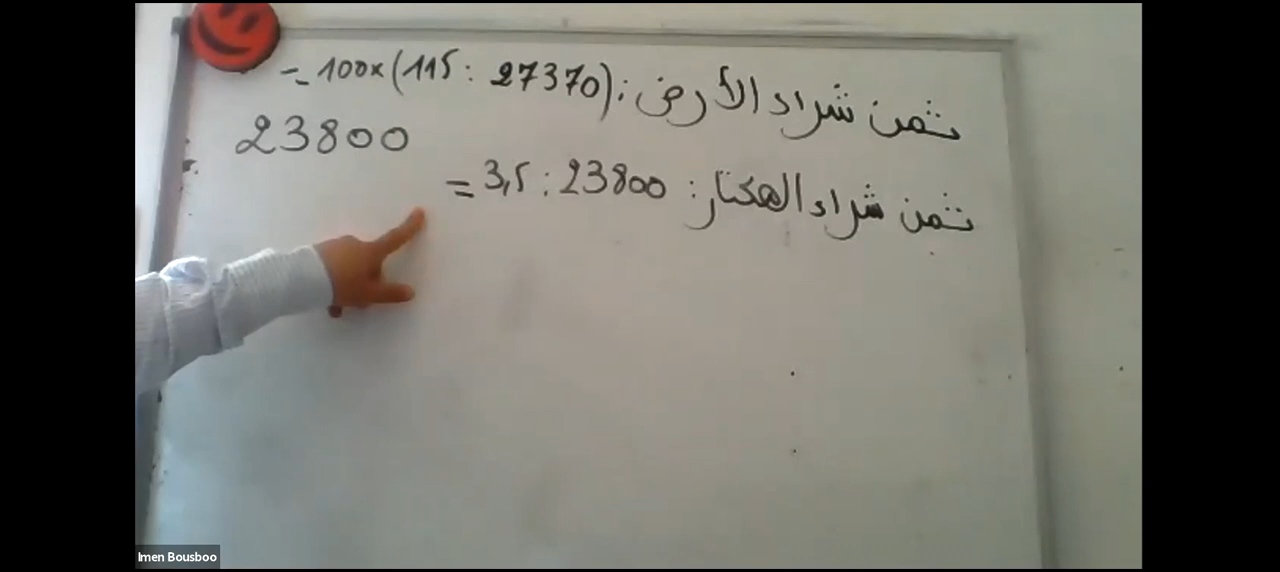 ثمن شراء الأرض : (27370 : 115) ×100 =
23800
ثمن شراء الهكتار : 23800 : 3,5 =
Imen Bousboo